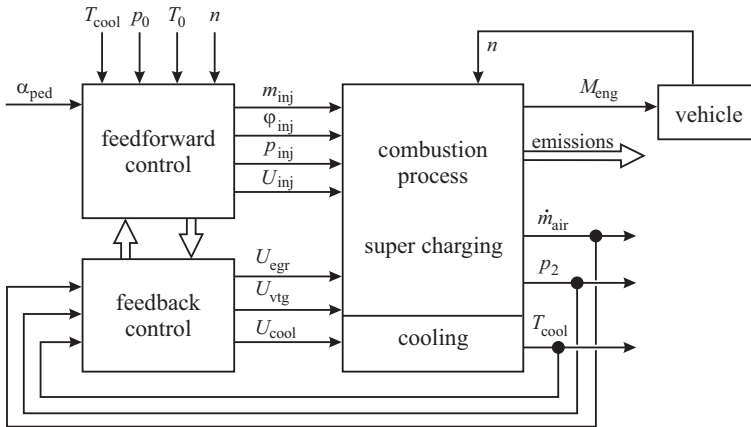 T_cool p_0 T_0 n
n
α_ped
feedforward
control
m_inj
φ_inj
p_inj
U_inj
combustion
process
super charging
M_eng
vehicle
emissions
ṁ_air
p_2
T_cool
feedback
control
U_egr
U_vtg
U_cool
cooling